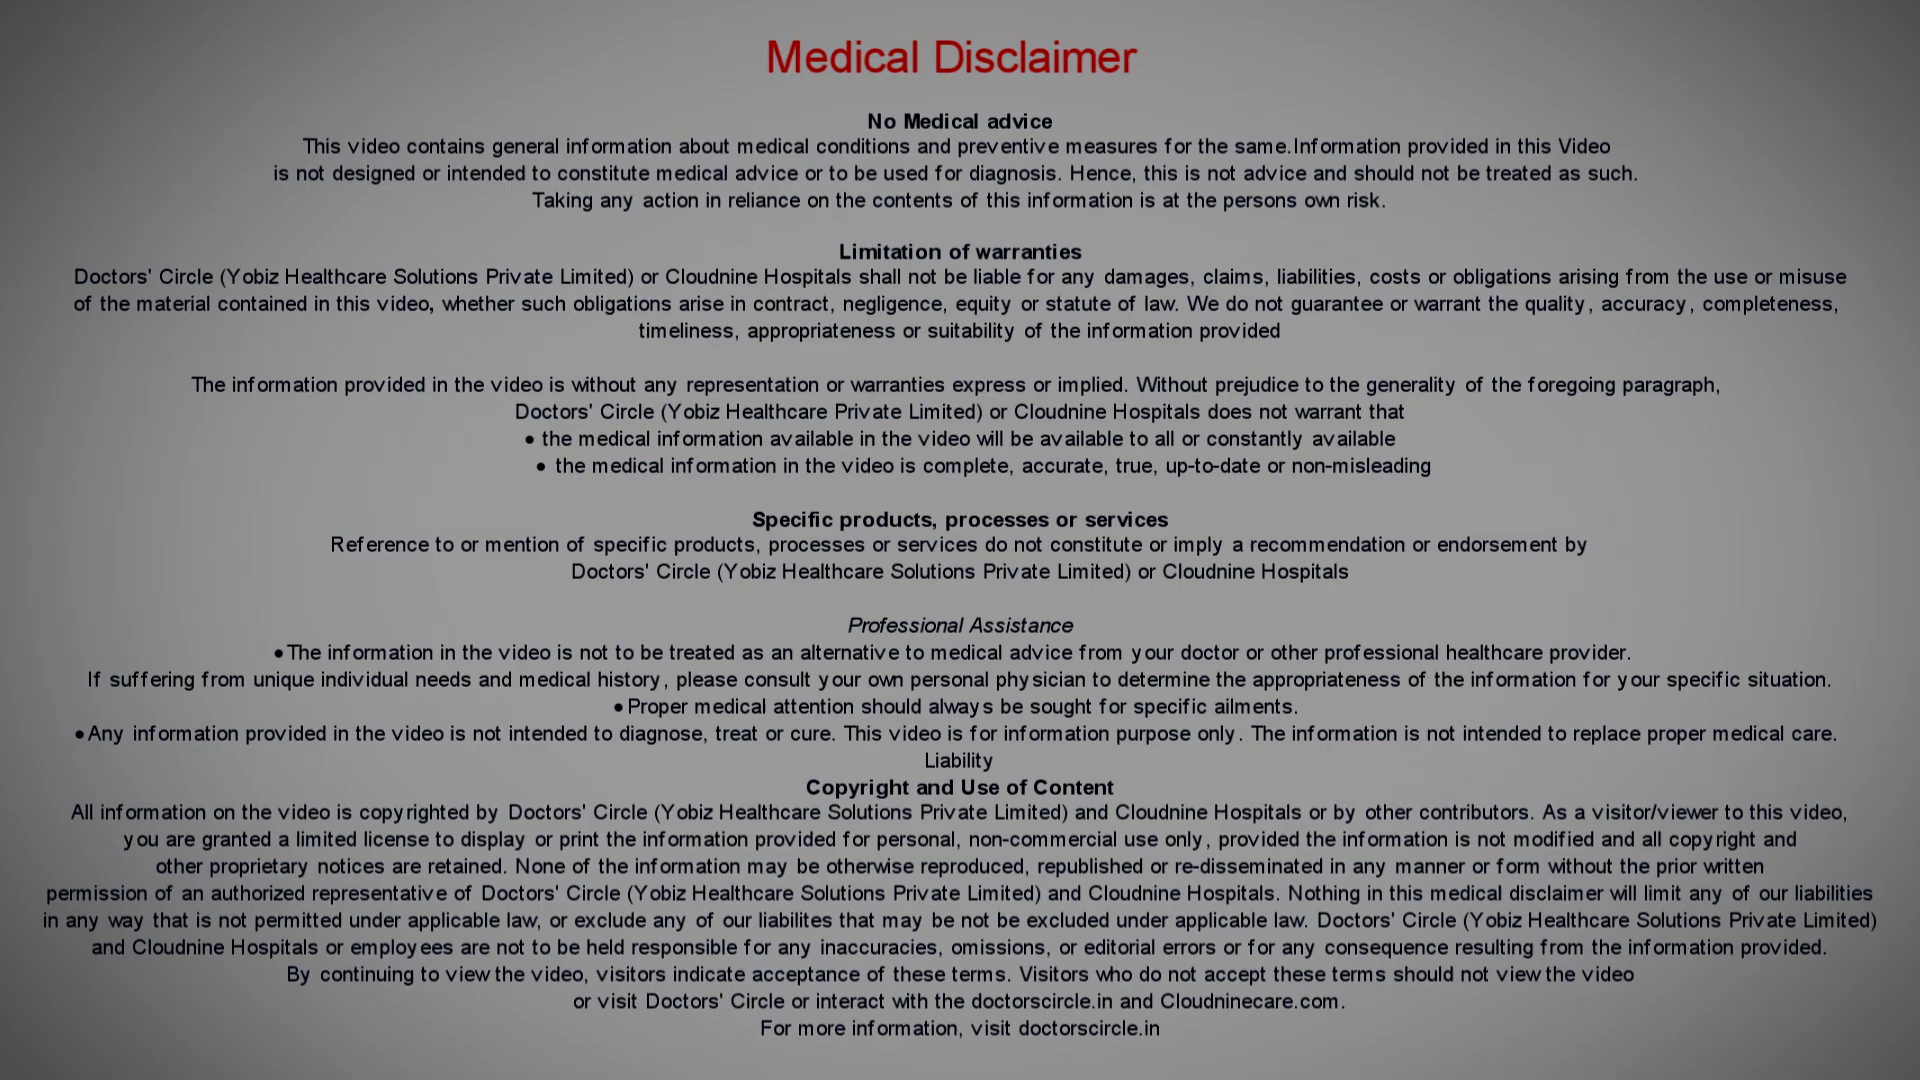 Medical Disclaimer
No Medical advice
This video contains general information about medical conditions and preventive measures for the same.Information provided in this Video
is not designed or intended to constitute medical advice or to be used for diagnosis. Hence, this is not advice and should not be treated as such.
Taking any action in reliance on the contents of this information is at the persons own risk.
Limitation of warranties
Doctors' Circle (Yobiz Healthcare Solutions Private Limited) or Cloudnine Hospitals shall not be liable for any damages, claims, liabilities, costs or obligations arising from the use or misuse
of the material contained in this video, whether such obligations arise in contract, negligence, equity or statute of law. We do not guarantee or warrant the quality, accuracy, completeness,
timeliness, appropriateness or suitability of the information provided
The information provided in the video is without any representation or warranties express or implied. Without prejudice to the generality of the foregoing paragraph,
Doctors' Circle (Yobiz Healthcare Private Limited) or Cloudnine Hospitals does not warrant that
• the medical information available in the video will be available to all or constantly available
• the medical information in the video is complete, accurate, true, up-to-date or non-misleading
Specific products, processes or services
Reference to or mention of specific products, processes or services do not constitute or imply a recommendation or endorsement by
Doctors' Circle (Yobiz Healthcare Solutions Private Limited) or Cloudnine Hospitals
Professional Assistance
•The information in the video is not to be treated as an alternative to medical advice from your doctor or other professional healthcare provider.
If suffering from unique individual needs and medical history, please consult your own personal physician to determine the appropriateness of the information for your specific situation.
•Proper medical attention should always be sought for specific ailments.
•Any information provided in the video is not intended to diagnose, treat or cure. This video is for information purpose only. The information is not intended to replace proper medical care.
Liability
Copyright and Use of Content
All information on the video is copyrighted by Doctors' Circle (Yobiz Healthcare Solutions Private Limited) and Cloudnine Hospitals or by other contributors. As a visitor/viewer to this video,
you are granted a limited license to display or print the information provided for personal, non-commercial use only, provided the information is not modified and all copyright and
other proprietary notices are retained. None of the information may be otherwise reproduced, republished or re-disseminated in any manner or form without the prior written
permission of an authorized representative of Doctors' Circle (Yobiz Healthcare Solutions Private Limited) and Cloudnine Hospitals. Nothing in this medical disclaimer will limit any of our liabilities
in any way that is not permitted under applicable law, or exclude any of our liabilites that may be not be excluded under applicable law. Doctors' Circle (Yobiz Healthcare Solutions Private Limited)
and Cloudnine Hospitals or employees are not to be held responsible for any inaccuracies, omissions, or editorial errors or for any consequence resulting from the information provided.
By continuing to view the video, visitors indicate acceptance of these terms. Visitors who do not accept these terms should not view the video
or visit Doctors' Circle or interact with the doctorscircle.in and Cloudninecare.com.
For more information, visit doctorscircle.in